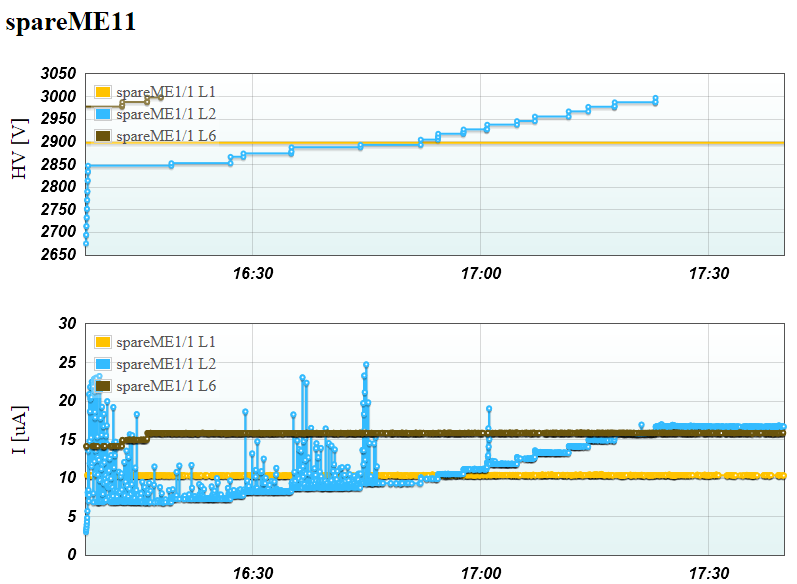 spareME11
HV [V]
3050
3000
2950
2900
2850
2800
2750
2700
2650
spareME1/1 L1
spareME1/1 L2
spareME1/1 L6
16:30 17:00 17:30
I [uA]
30
25
20
15
10
5
0
spareME1/1 L1
spareME1/1 L2
spareME1/1 L6
16:30 17:00 17:30